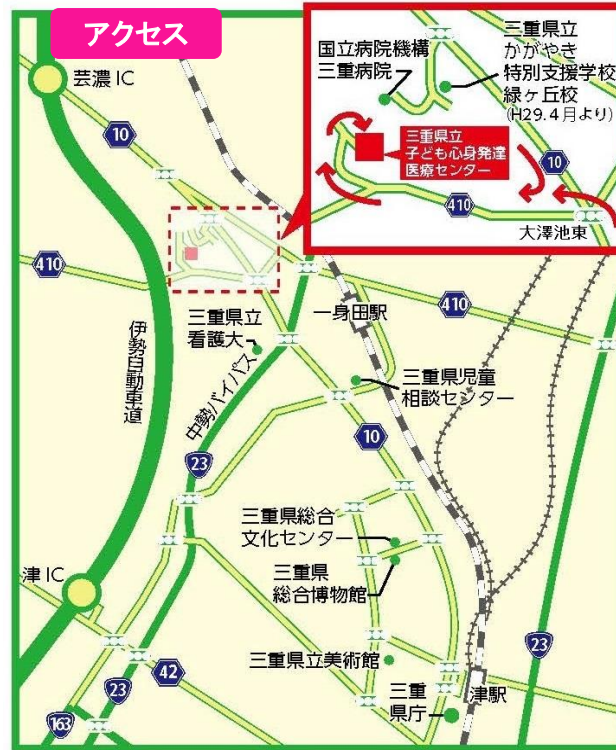 アクセス
芸濃 IC
国立病院機構
三重病院
三重県立
かがやき
特別支援学校
緑ヶ丘校
(H29.4月より)
三重県立
子ども心身発達
医療センター
10
410
大澤池東
10
410
伊勢自動車道
三重県立
看護大
中勢バイパス
一身田駅
410
三重県児童
相談センター
23
10
三重県総合
文化センター
三重県
総合博物館
津 IC
三重県立美術館
23
42
23
163
三重
県庁
津駅